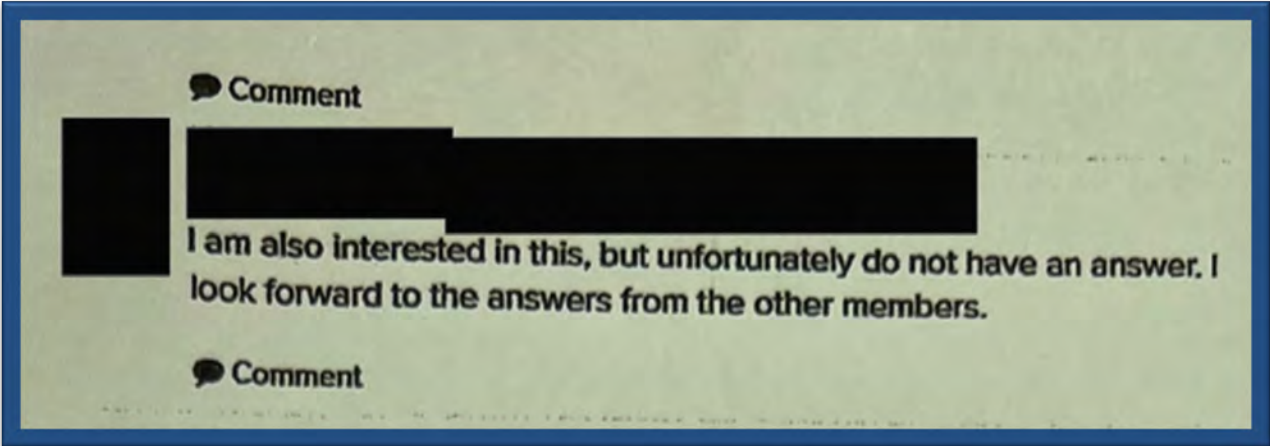 Comment
I am also interested in this, but unfortunately do not have an answer. I
look forward to the answers from the other members.
Comment